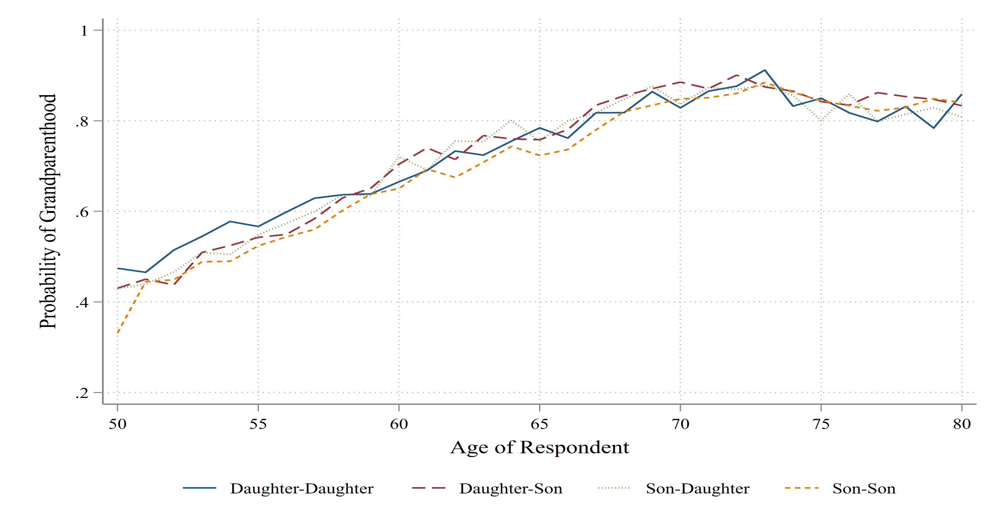 Probability of Grandparenthood
1
.8
.6
.4
.2
50 55 60 65 70 75 80
Age of Respondent
Daughter-Daughter Daughter-Son Son-Daughter Son-Son